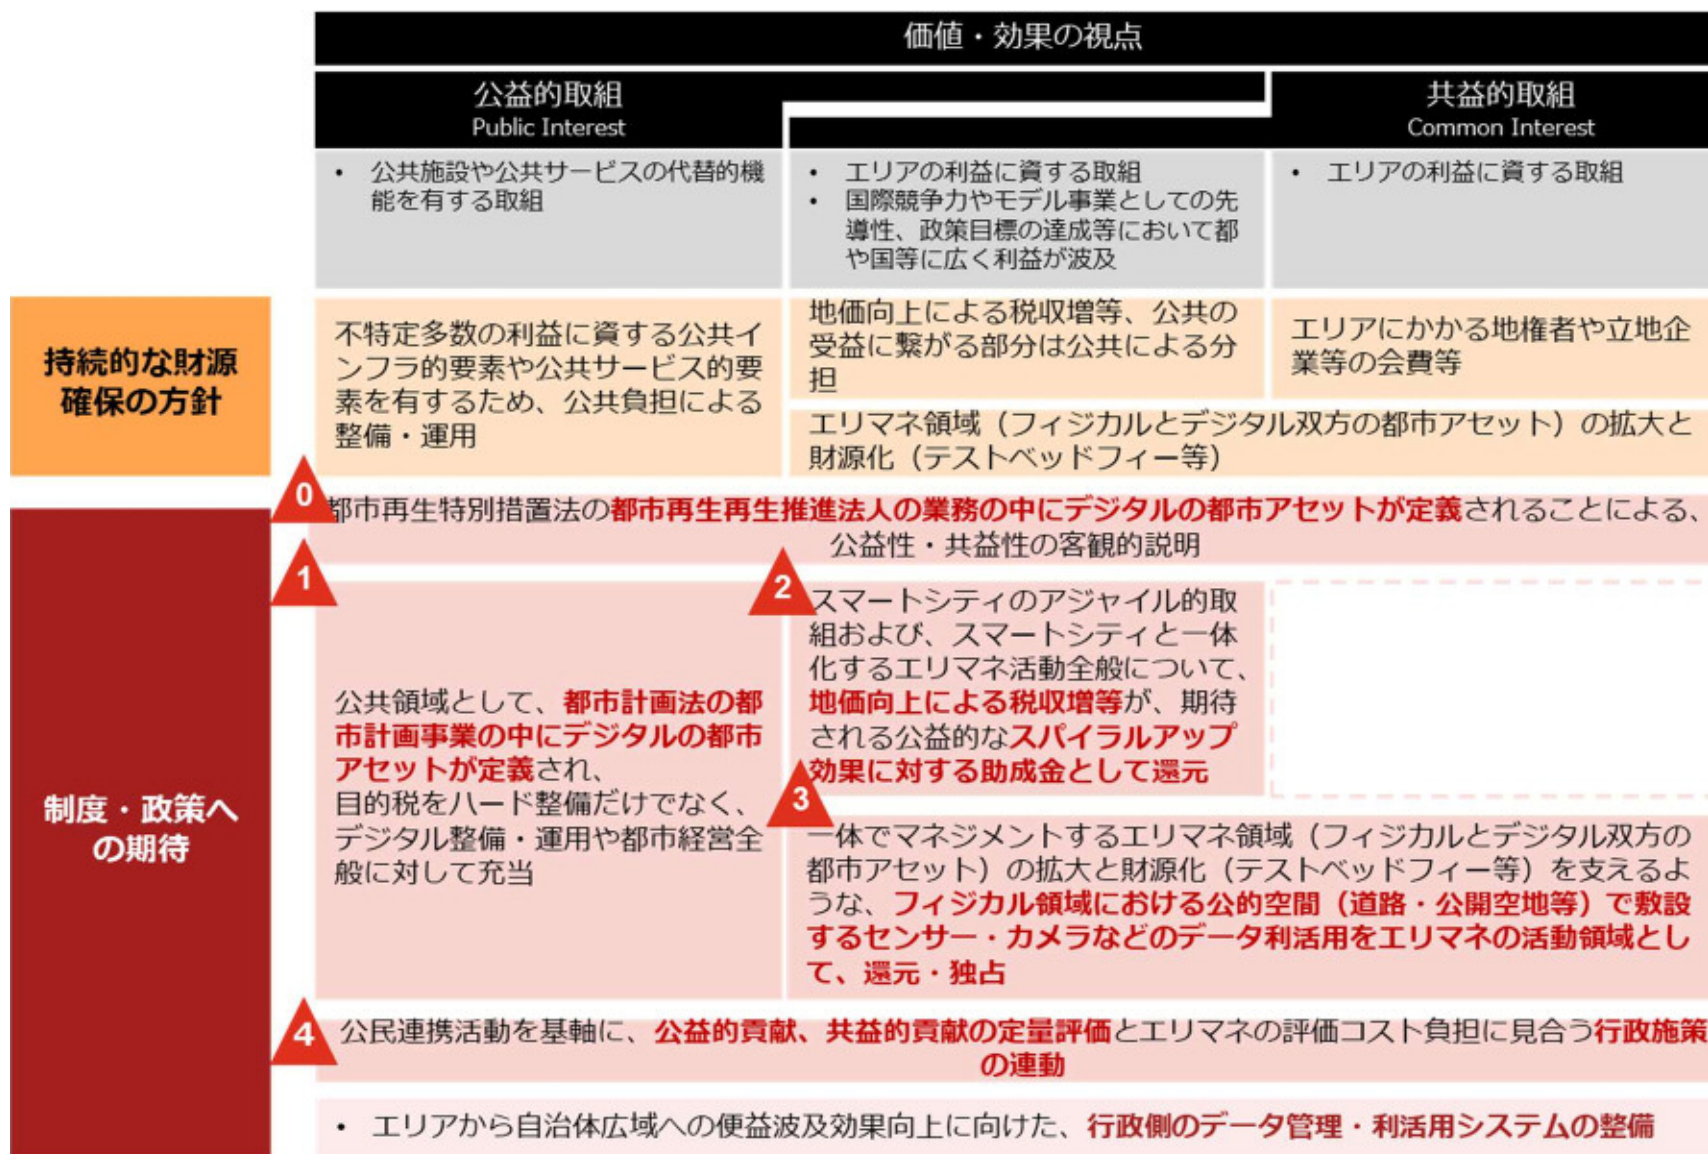 価値・効果の視点
公益的取組
Public Interest
共益的取組
Common Interest
• 公共施設や公共サービスの代替的機
能を有する取組
• エリアの利益に資する取組
• 国際競争力やモデル事業としての先
導性、政策目標の達成等において都
や国等に広く利益が波及
• エリアの利益に資する取組
持続的な財源
確保の方針
不特定多数の利益に資する公共イ
ンフラ的要素や公共サービス的要
素を有するため、公共負担による
整備・運用
地価向上による税収増等、公共の
受益に繋がる部分は公共による分
担
エリアにかかる地権者や立地企
業等の会費等
エリマネ領域（フィジカルとデジタル双方の都市アセット）の拡大と
財源化（テストベッドフィー等）
制度・政策へ
の期待
0
都市再生特別措置法の都市再生再生推進法人の業務の中にデジタルの都市アセットが定義されることによる、
公益性・共益性の客観的説明
1
公共領域として、都市計画法の都
市計画事業の中にデジタルの都市
アセットが定義され、
目的税をハード整備だけでなく、
デジタル整備・運用や都市経営全
般に対して充当
2
スマートシティのアジャイル的取
組および、スマートシティと一体
化するエリマネ活動全般について、
地価向上による税収増等が、期待
される公益的なスパイラルアップ
効果に対する助成金として還元
3
一体でマネジメントするエリマネ領域（フィジカルとデジタル双方の
都市アセット）の拡大と財源化（テストベッドフィー等）を支えるよ
うな、フィジカル領域における公的空間（道路・公開空地等）で敷設
するセンサー・カメラなどのデータ利活用をエリマネの活動領域とし
て、還元・独占
4
公民連携活動を基軸に、公益的貢献、共益的貢献の定量評価とエリマネの評価コスト負担に見合う行政施策
の連動
• エリアから自治体広域への便益波及効果向上に向けた、行政側のデータ管理・利活用システムの整備